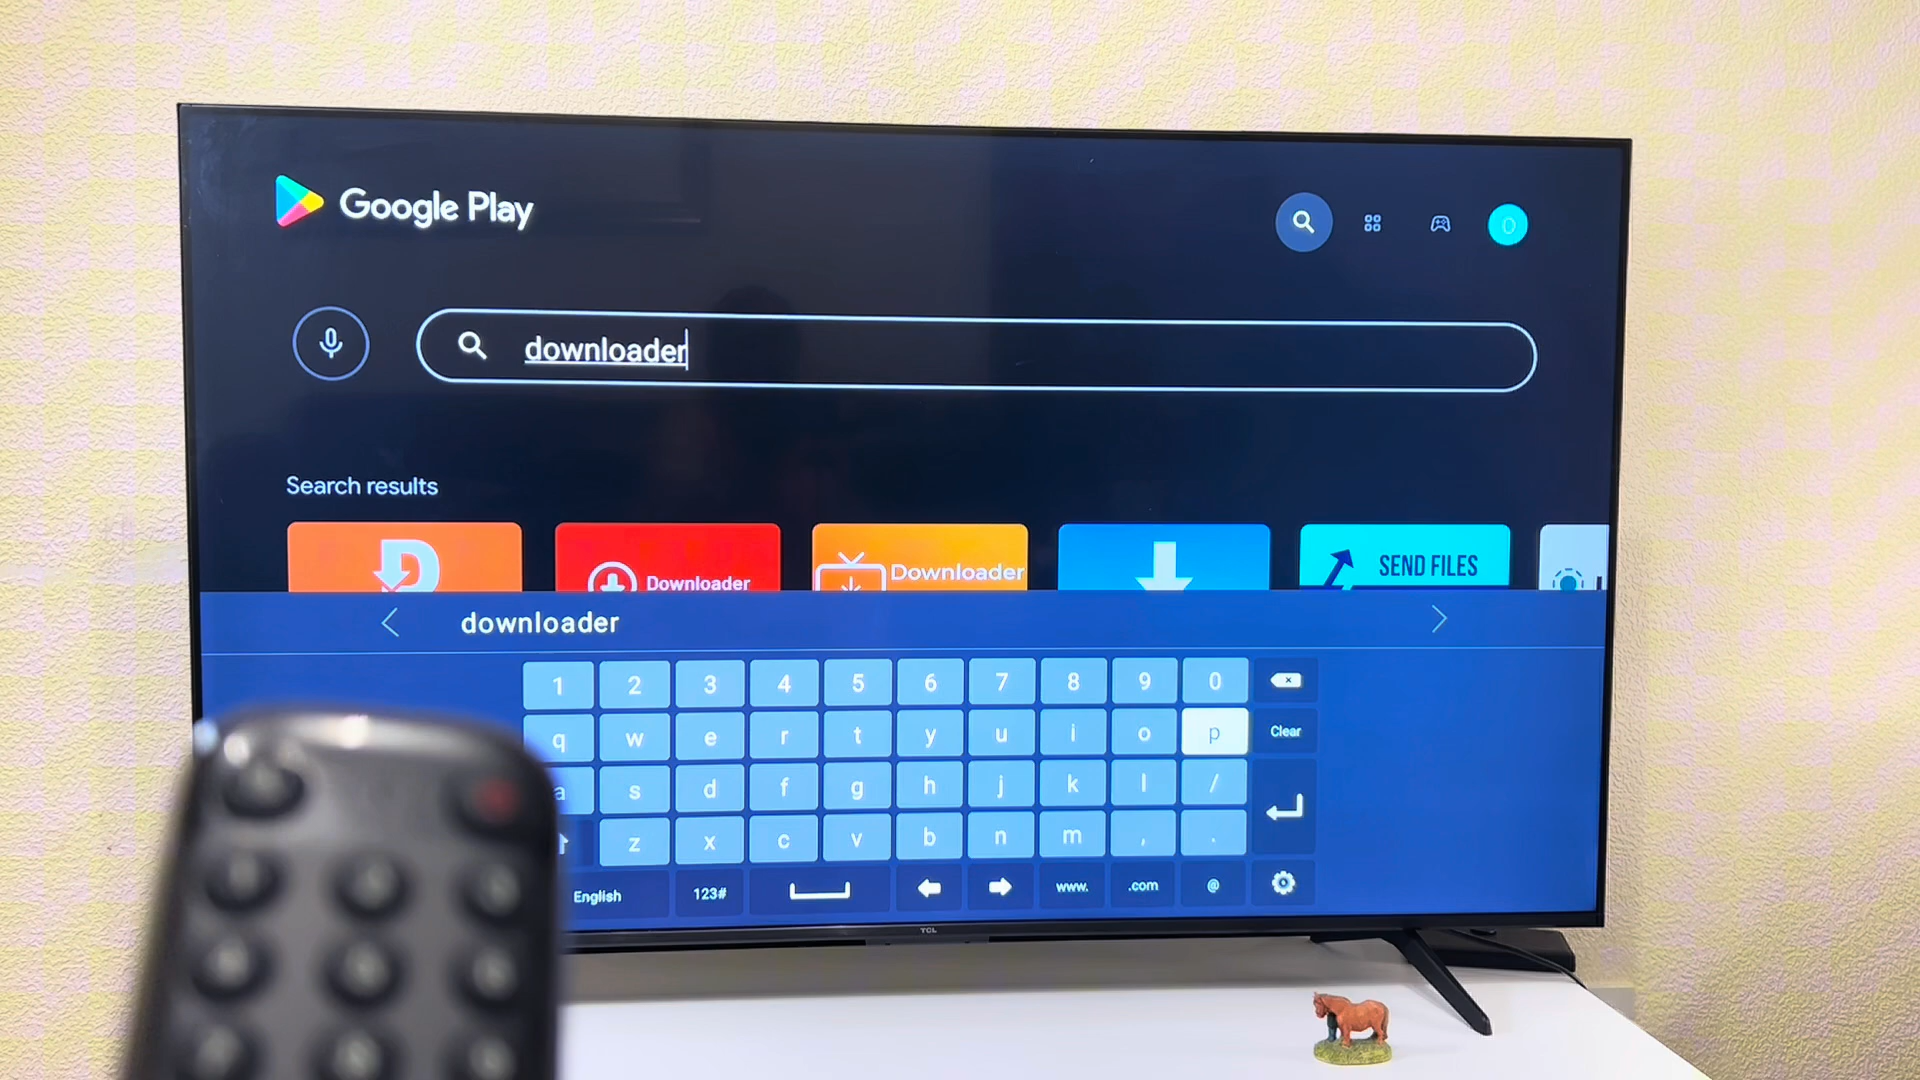 Google Play
downloader
Search results
Downloader
Downloader
SEND FILES
downloader
1 2 3 4 5 6 7 8 9 0
q w e r t y u i o p Clear
a s d f g h j k l /
z x c v b n m , .
English 123# www. .com @
TCL